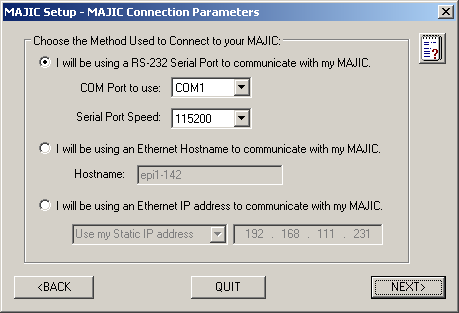 MAJIC Setup - MAJIC Connection Parameters
Choose the Method Used to Connect to your MAJIC:
I will be using a RS-232 Serial Port to communicate with my MAJIC.
COM Port to use: COM1
Serial Port Speed: 115200
I will be using an Ethernet Hostname to communicate with my MAJIC.
Hostname: epi1-142
I will be using an Ethernet IP address to communicate with my MAJIC.
Use my Static IP address 192 . 168 . 111 . 231
<BACK QUIT NEXT>